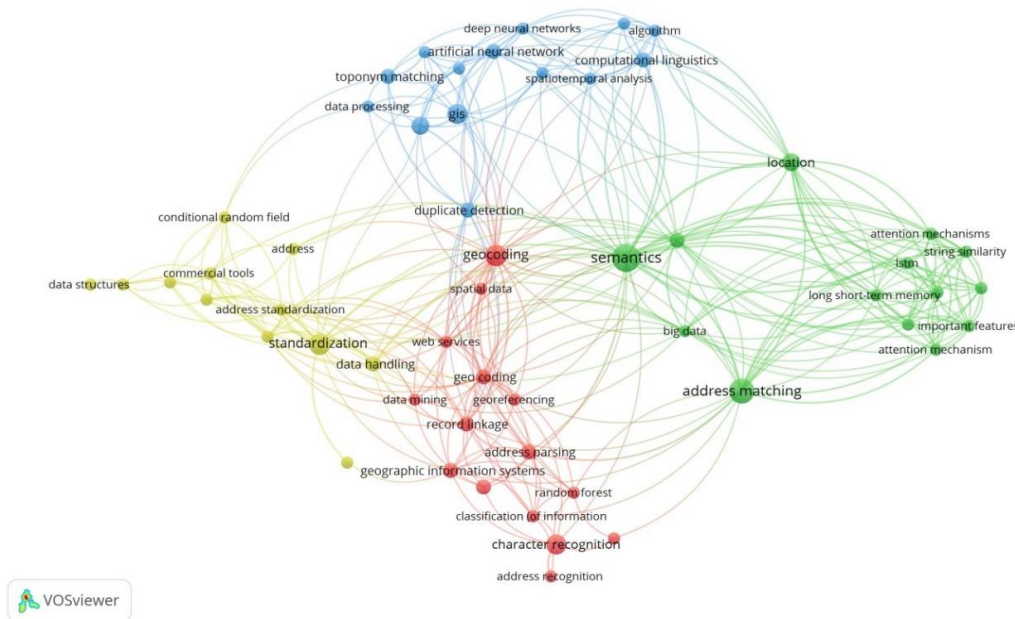 deep neural networks
algorithm
artificial neural network
computational linguistics
toponym matching
spatiotemporal analysis
data processing
gis
location
duplicate detection
conditional random field
attention mechanisms
address
geocoding
semantics
string similarity
lstm
commercial tools
data structures
spatial data
long short-term memory
address standardization
important features
big data
standardization
web services
attention mechanism
data handling
geo coding
address matching
data mining
georeferencing
record linkage
address parsing
geographic information systems
random forest
classification (of information
character recognition
address recognition
VOSviewer